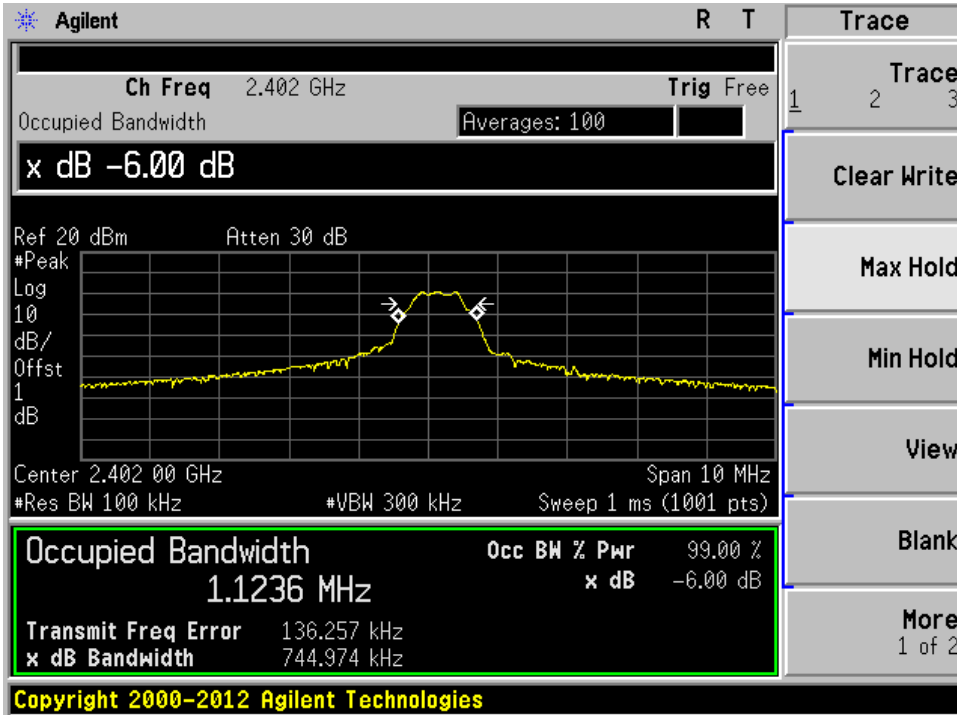 Agilent R T
Trace
Ch Freq 2.402 GHz Trig Free
Occupied Bandwidth Averages: 100
x dB -6.00 dB
Ref 20 dBm Atten 30 dB
#Peak
Log
10
dB/
Offst
1
dB
Center 2.402 00 GHz Span 10 MHz
#Res BW 100 kHz #VBW 300 kHz Sweep 1 ms (1001 pts)
Occupied Bandwidth Occ BW % Pwr 99.00 %
1.1236 MHz x dB -6.00 dB
Transmit Freq Error 136.257 kHz
x dB Bandwidth 744.974 kHz
Trace
1 2 3
Clear Write
Max Hold
Min Hold
View
Blank
More
1 of 2
Copyright 2000-2012 Agilent Technologies